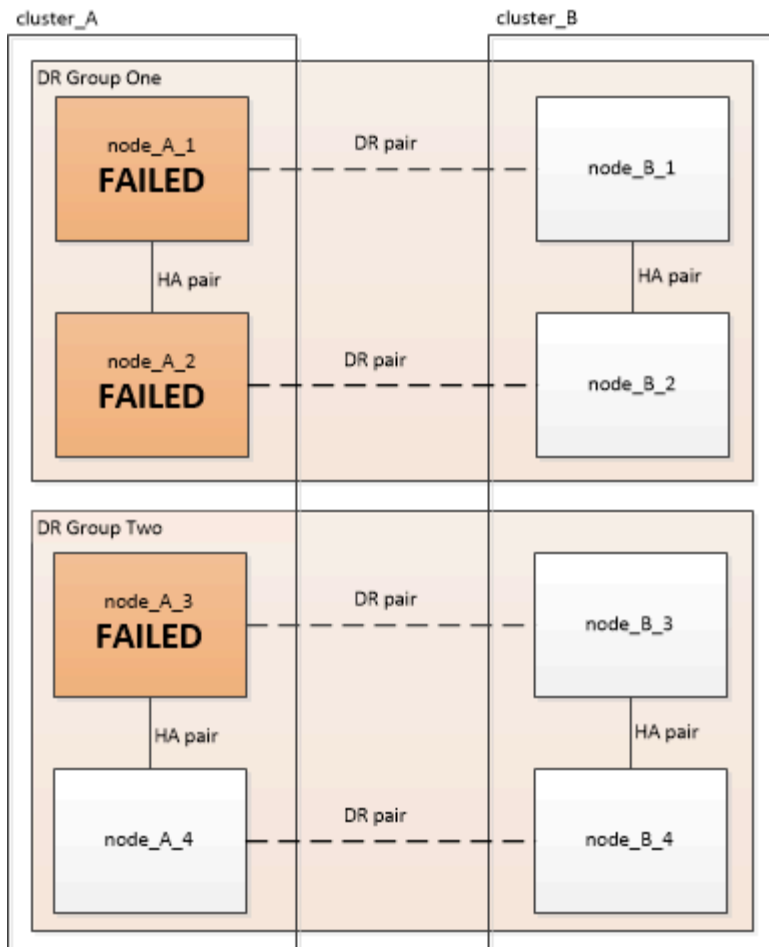 cluster_A
cluster_B
DR Group One
node_A_1
FAILED
DR pair
node_B_1
HA pair
HA pair
node_A_2
FAILED
DR pair
node_B_2
DR Group Two
node_A_3
FAILED
DR pair
node_B_3
HA pair
HA pair
node_A_4
DR pair
node_B_4